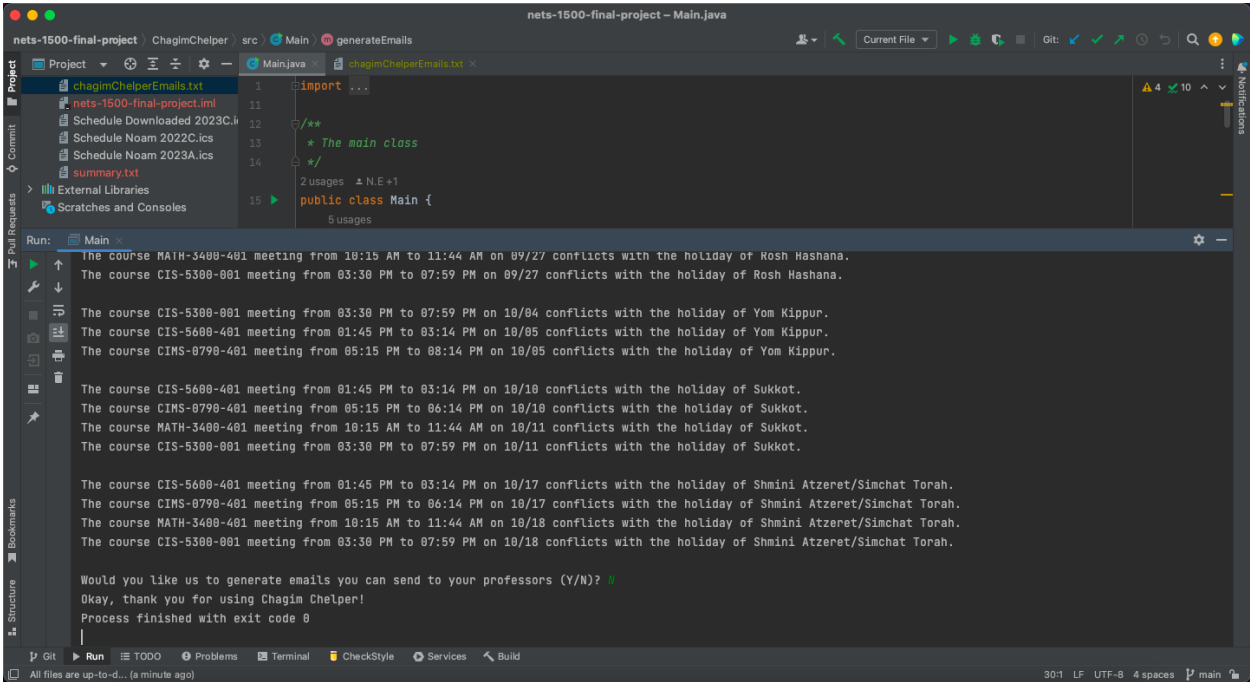 nets-1500-final-project – Main.java
nets-1500-final-project 〉 ChagimChelper 〉 src 〉 Main 〉 generateEmails
Current File
Git:
Project
Main.java
chagimChelperEmails.txt
Project
Commit
Pull Requests
Bookmarks
Structure
Notifications
chagimChelperEmails.txt
nets-1500-final-project.iml
Schedule Downloaded 2023C.i
Schedule Noam 2022C.ics
Schedule Noam 2023A.ics
summary.txt
External Libraries
Scratches and Consoles
4 10
1 import ...
11
12 /**
13 * The main class
14 */
2 usages N.E +1
15 public class Main {
5 usages
Run: Main
The course MATH-3400-401 meeting from 10:15 AM to 11:44 AM on 09/27 conflicts with the holiday of Rosh Hashana.
The course CIS-5300-001 meeting from 03:30 PM to 07:59 PM on 09/27 conflicts with the holiday of Rosh Hashana.
The course CIS-5300-001 meeting from 03:30 PM to 07:59 PM on 10/04 conflicts with the holiday of Yom Kippur.
The course CIS-5600-401 meeting from 01:45 PM to 03:14 PM on 10/05 conflicts with the holiday of Yom Kippur.
The course CIMS-0790-401 meeting from 05:15 PM to 08:14 PM on 10/05 conflicts with the holiday of Yom Kippur.
The course CIS-5600-401 meeting from 01:45 PM to 03:14 PM on 10/10 conflicts with the holiday of Sukkot.
The course CIMS-0790-401 meeting from 05:15 PM to 06:14 PM on 10/10 conflicts with the holiday of Sukkot.
The course MATH-3400-401 meeting from 10:15 AM to 11:44 AM on 10/11 conflicts with the holiday of Sukkot.
The course CIS-5300-001 meeting from 03:30 PM to 07:59 PM on 10/11 conflicts with the holiday of Sukkot.
The course CIS-5600-401 meeting from 01:45 PM to 03:14 PM on 10/17 conflicts with the holiday of Shmini Atzeret/Simchat Torah.
The course CIMS-0790-401 meeting from 05:15 PM to 06:14 PM on 10/17 conflicts with the holiday of Shmini Atzeret/Simchat Torah.
The course MATH-3400-401 meeting from 10:15 AM to 11:44 AM on 10/18 conflicts with the holiday of Shmini Atzeret/Simchat Torah.
The course CIS-5300-001 meeting from 03:30 PM to 07:59 PM on 10/18 conflicts with the holiday of Shmini Atzeret/Simchat Torah.
Would you like us to generate emails you can send to your professors (Y/N)? N
Okay, thank you for using Chagim Chelper!
Process finished with exit code 0
Git Run TODO Problems Terminal CheckStyle Services Build
All files are up-to-d... (a minute ago)
30:1 LF UTF-8 4 spaces main